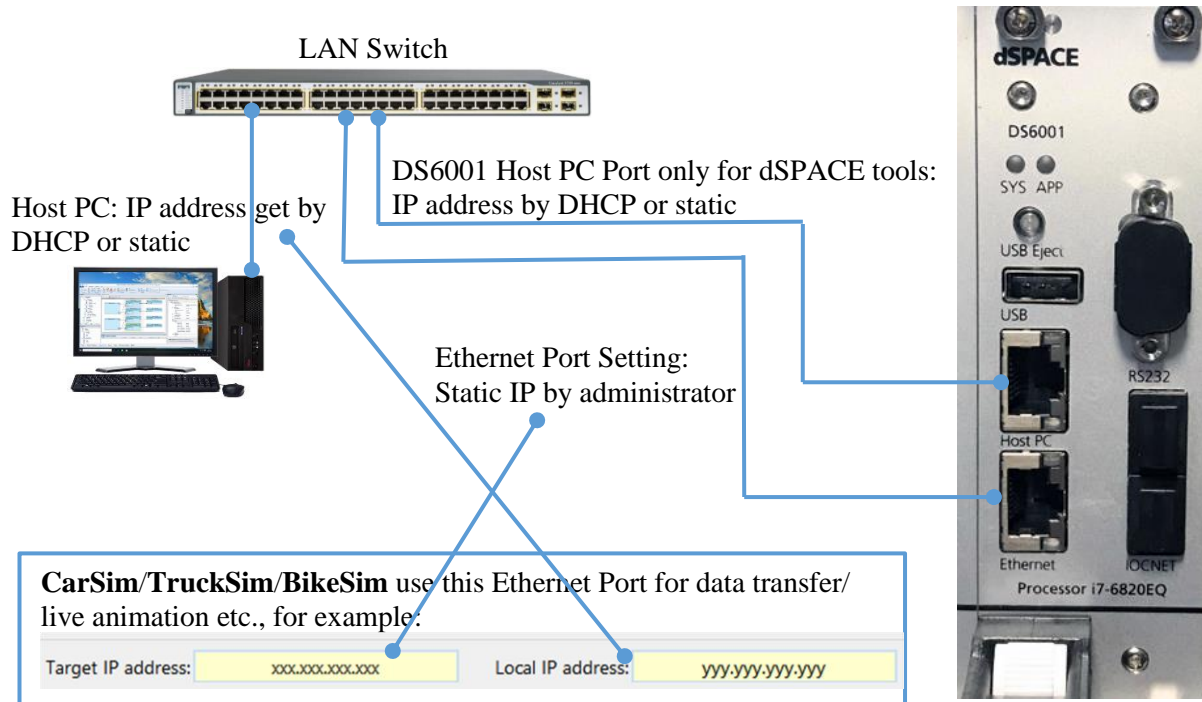 LAN Switch
DS6001 Host PC Port only for dSPACE tools:
IP address by DHCP or static
Host PC: IP address get by
DHCP or static
Ethernet Port Setting:
Static IP by administrator
CarSim/TruckSim/BikeSim use this Ethernet Port for data transfer/
live animation etc., for example:
Target IP address: xxx.xxx.xxx.xxx Local IP address: yyy.yyy.yyy.yyy
dSPACE
DS6001
SYS APP
USB Eject
USB
RS232
Host PC
Ethernet IOCNET
Processor i7-6820EQ